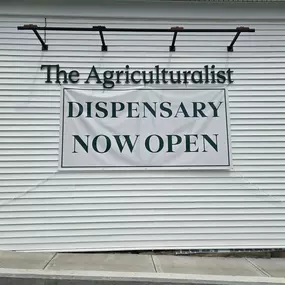 The Agriculturalist
DISPENSARY
NOW OPEN